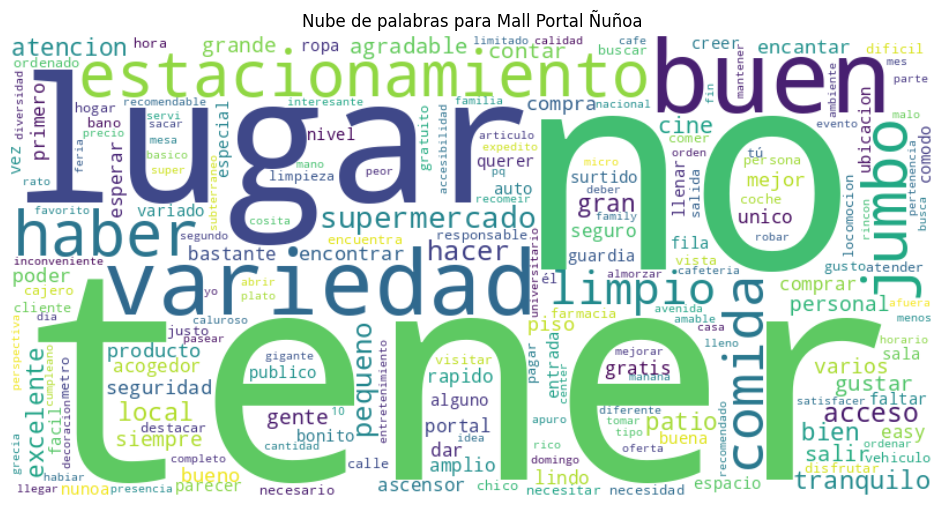 Nube de palabras para Mall Portal Ñuñoa
atencion hora grande ropa agradable limitado calidad cafe creer encantar dificil
ordenado estacionamiento contar buscar buen mes
diversidad primero hogar recomendable servi interesante familia compra nacional fin mantener ambiente parte
lugar no
bano sacar especial nivel gratuito accesibilidad articulo cine comer tú evento malo
vez precio mesa mano expedito surtido micro orden persona ubicacion comodo
feria basico limpieza peor pq querer llenar salida mejor
rato esperar super subterraneo auto recomeir deber gran coche jumbo
favorito variado cosita supermercado family unico locomocion rincon pertenencia busca
haber segundo encuentra responsable seguro fila robar
inconveniente bastante encontrar hacer universitario guardia vista gusto atender
poder yo abrir variedad él almorzar cafeteria comprar
cajero plato limpio personal afuera
cliente dia caluroso farmacia avenida amable casa menos
perspectiva justo pasear tener piso lleno comida horario
producto gigante pequeno visitar entrada mejorar mañana varios sala
acogedor publico rapido pagar center gratis gustar
excelente facil cumpleano metro seguridad entretenimiento alguno diferente satisfacer faltar
local gente 10 portal apuro tomar patio acceso
decoracion siempre destacar bonito idea tipo buena recomendado bien easy
grecia cantidad dar rico oferta salir ordenar
habiar completo calle amplio domingo vehiculo
bueno lindo espacio disfrutar
llegar nunoa presencia parecer necesario ascensor chico necesitar necesidad tranquilo